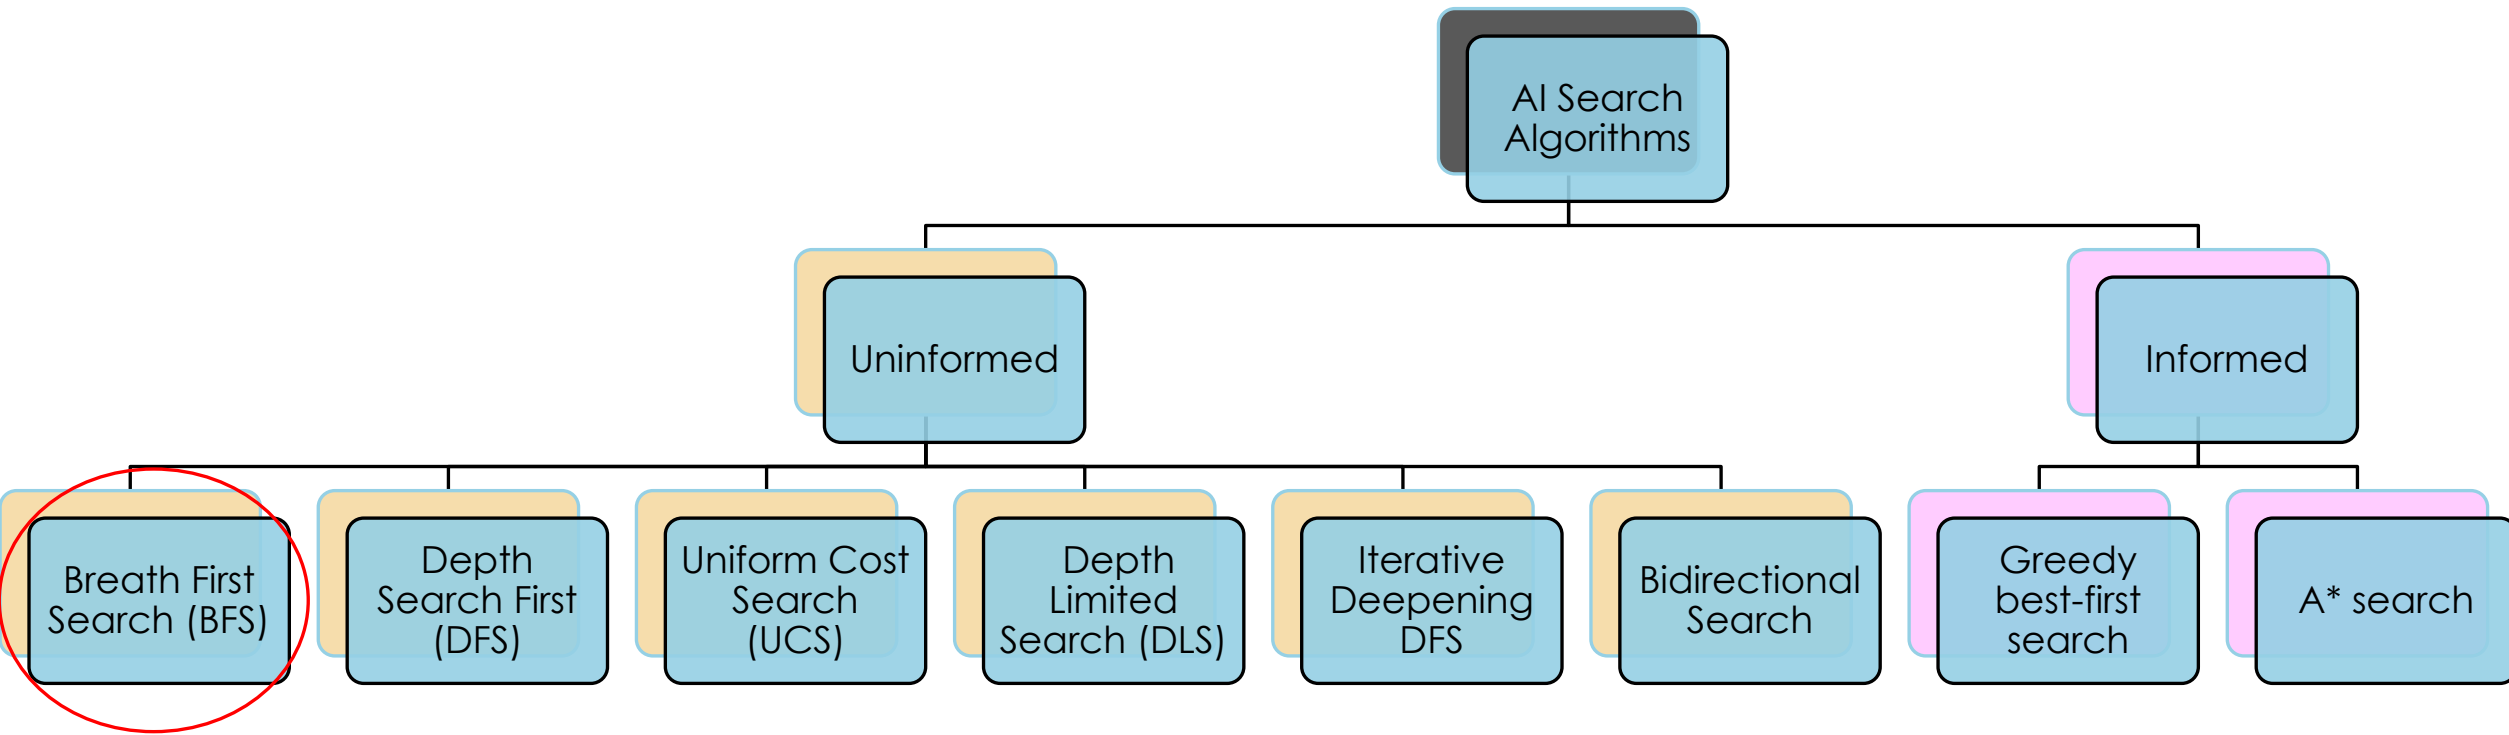 AI Search
Algorithms
Uninformed
Informed
Breath First
Search (BFS)
Depth
Search First
(DFS)
Uniform Cost
Search
(UCS)
Depth
Limited
Search (DLS)
Iterative
Deepening
DFS
Bidirectional
Search
Greedy
best-first
search
A* search